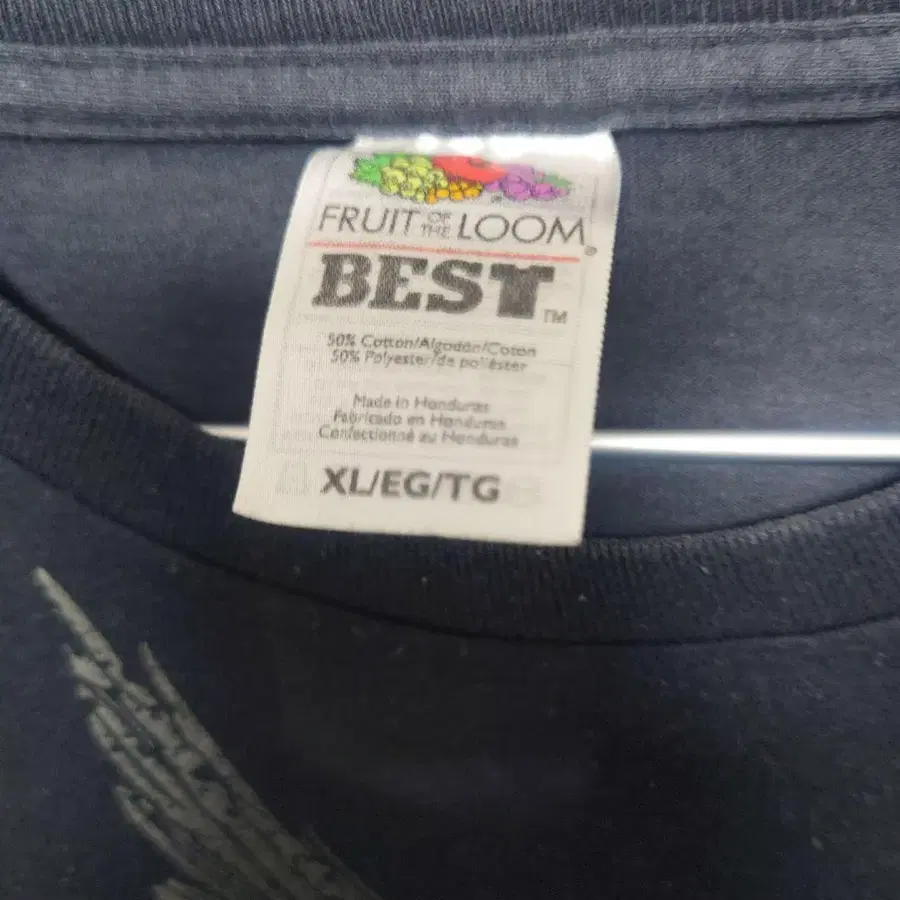 FRUIT OF THE LOOM®
BEST™
50% Cotton/Algodón/Coton
50% Polyester/de poliéster
Made in Honduras
Fabricado en Honduras
Confectionné au Honduras
XL/EG/TG